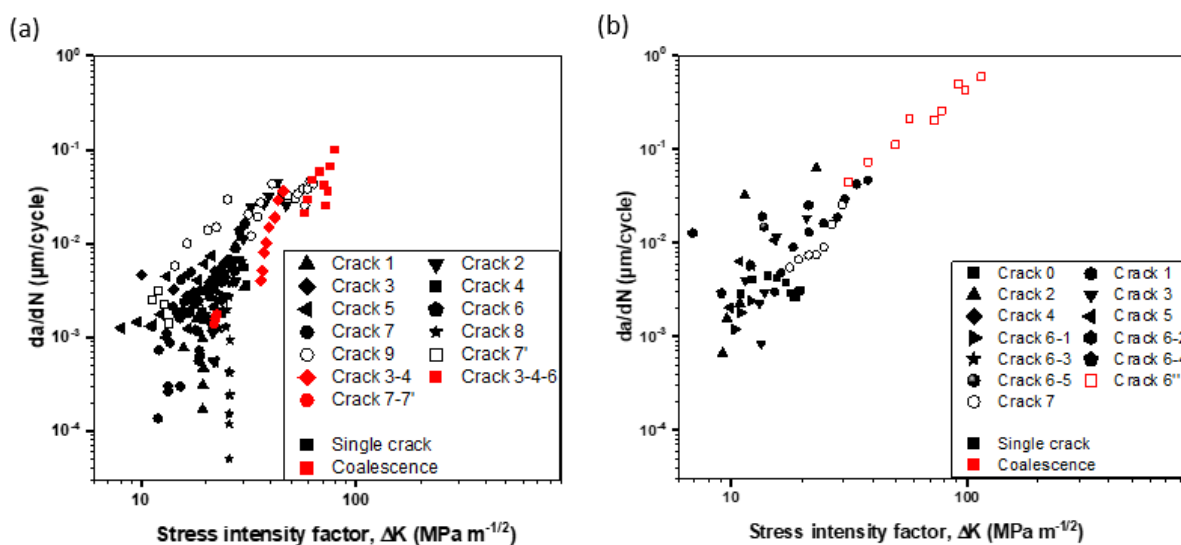 (a)
10⁰
10⁻¹
10⁻²
10⁻³
10⁻⁴
da/dN (µm/cycle)
10
100
Stress intensity factor, ΔK (MPa m⁻¹/²)
Crack 1
Crack 2
Crack 3
Crack 4
Crack 5
Crack 6
Crack 7
Crack 8
Crack 9
Crack 7'
Crack 3-4
Crack 3-4-6
Crack 7-7'
Single crack
Coalescence
(b)
10⁰
10⁻¹
10⁻²
10⁻³
10⁻⁴
da/dN (µm/cycle)
10
100
Stress intensity factor, ΔK (MPa m⁻¹/²)
Crack 0
Crack 1
Crack 2
Crack 3
Crack 4
Crack 5
Crack 6-1
Crack 6-2
Crack 6-3
Crack 6-4
Crack 6-5
Crack 6"
Crack 7
Single crack
Coalescence